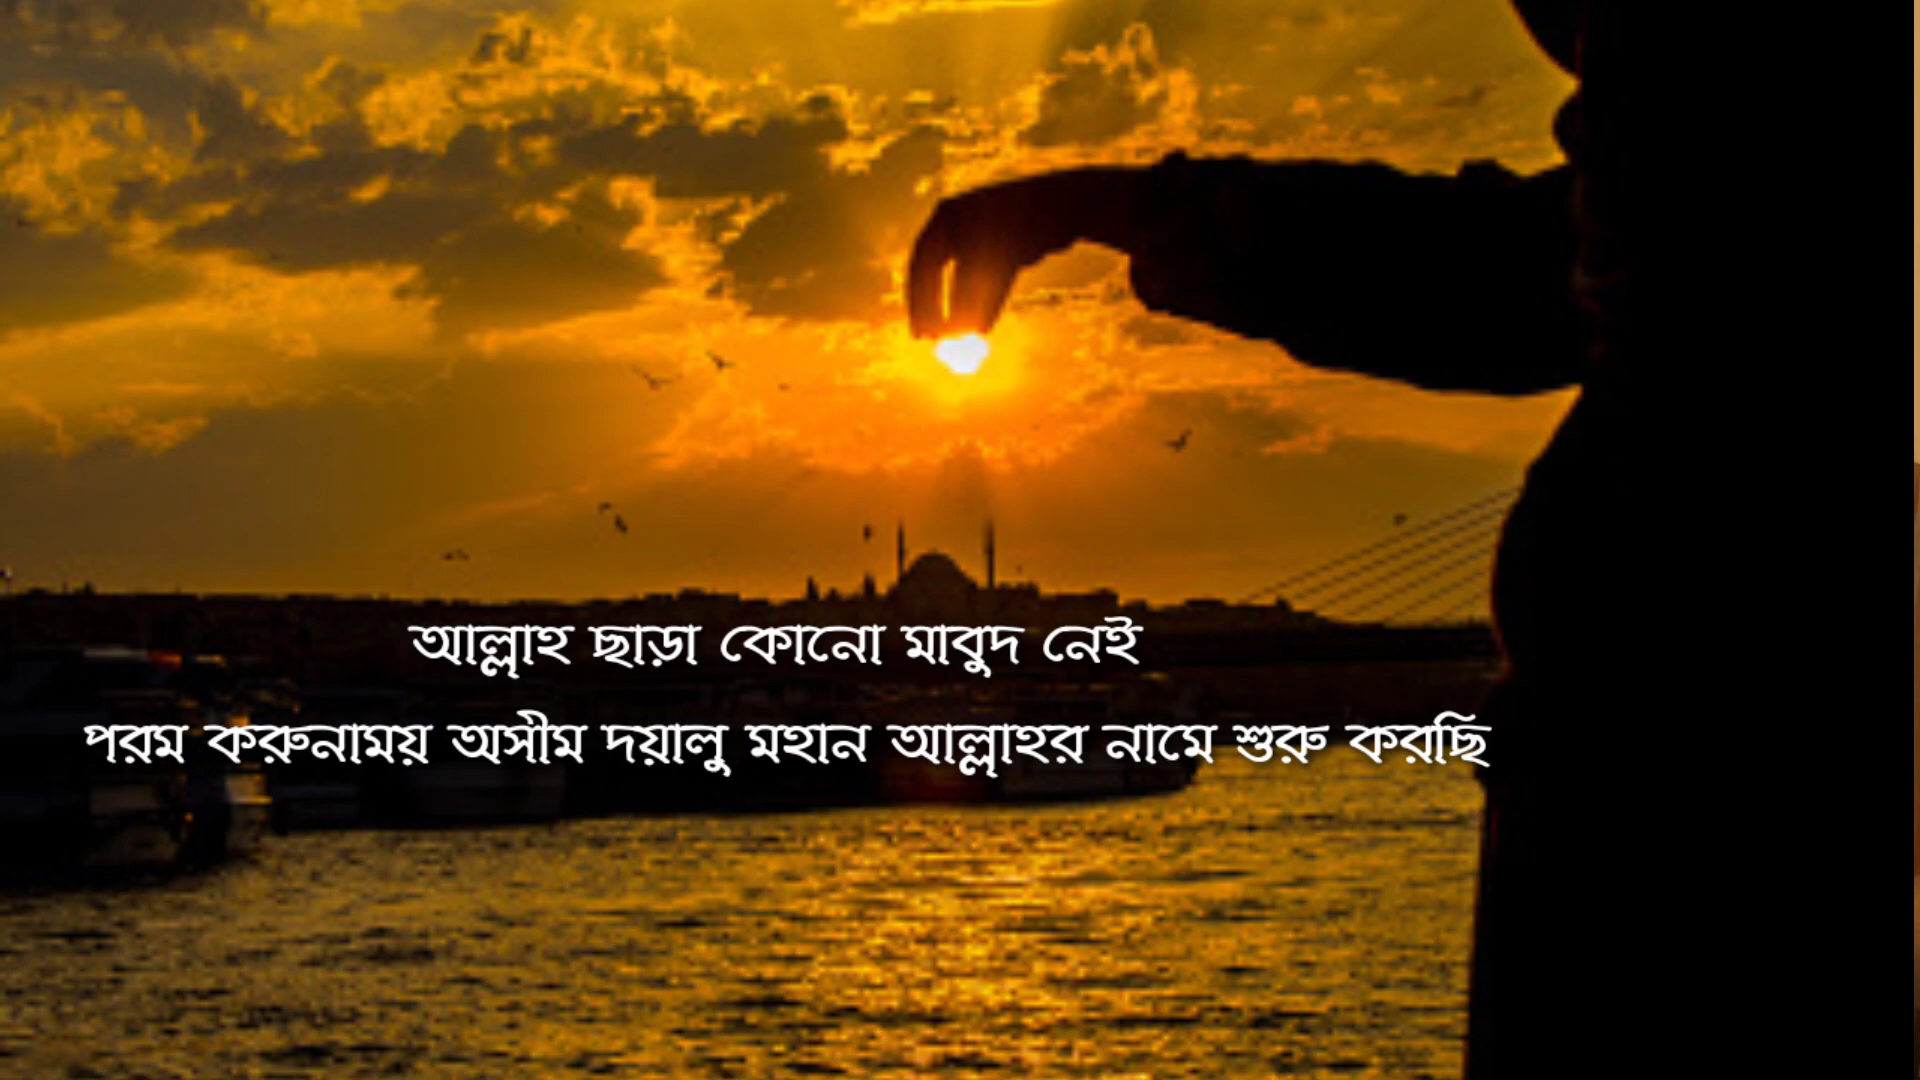 আল্লাহ ছাড়া কোনো মাবুদ নেই
পরম করুনাময় অসীম দয়ালু মহান আল্লাহর নামে শুরু করছি